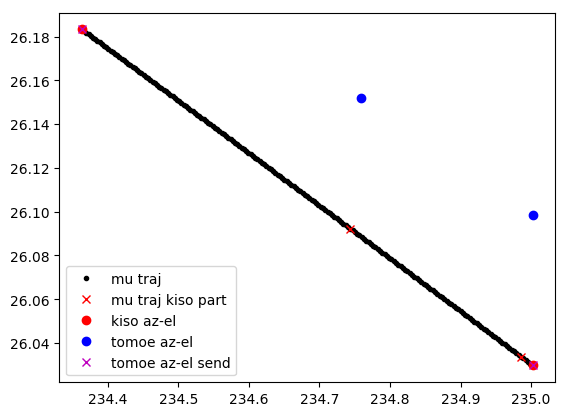 26.18
26.16
26.14
26.12
26.10
26.08
26.06
26.04
mu traj
mu traj kiso part
kiso az-el
tomoe az-el
tomoe az-el send
234.4 234.5 234.6 234.7 234.8 234.9 235.0